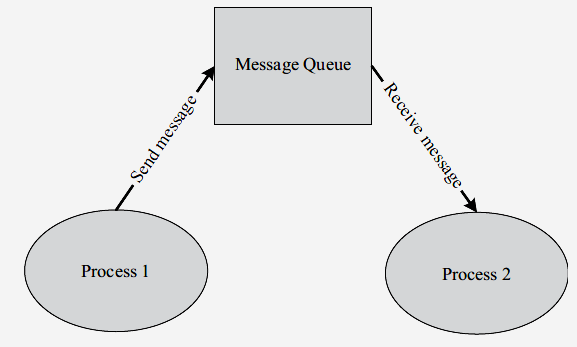 Message Queue
Send message
Receive message
Process 1
Process 2